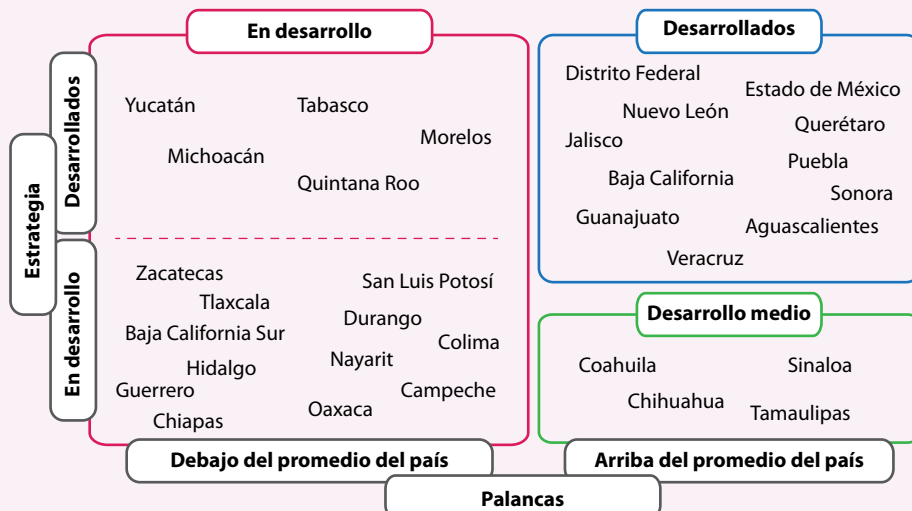 En desarrollo
Desarrollados
Estrategia
Desarrollados
En desarrollo
Yucatán
Tabasco
Morelos
Michoacán
Quintana Roo
Zacatecas
San Luis Potosí
Tlaxcala
Durango
Baja California Sur
Colima
Nayarit
Hidalgo
Guerrero
Campeche
Oaxaca
Chiapas
Distrito Federal
Estado de México
Nuevo León
Querétaro
Jalisco
Puebla
Baja California
Sonora
Guanajuato
Aguascalientes
Veracruz
Desarrollo medio
Coahuila
Sinaloa
Chihuahua
Tamaulipas
Debajo del promedio del país
Arriba del promedio del país
Palancas